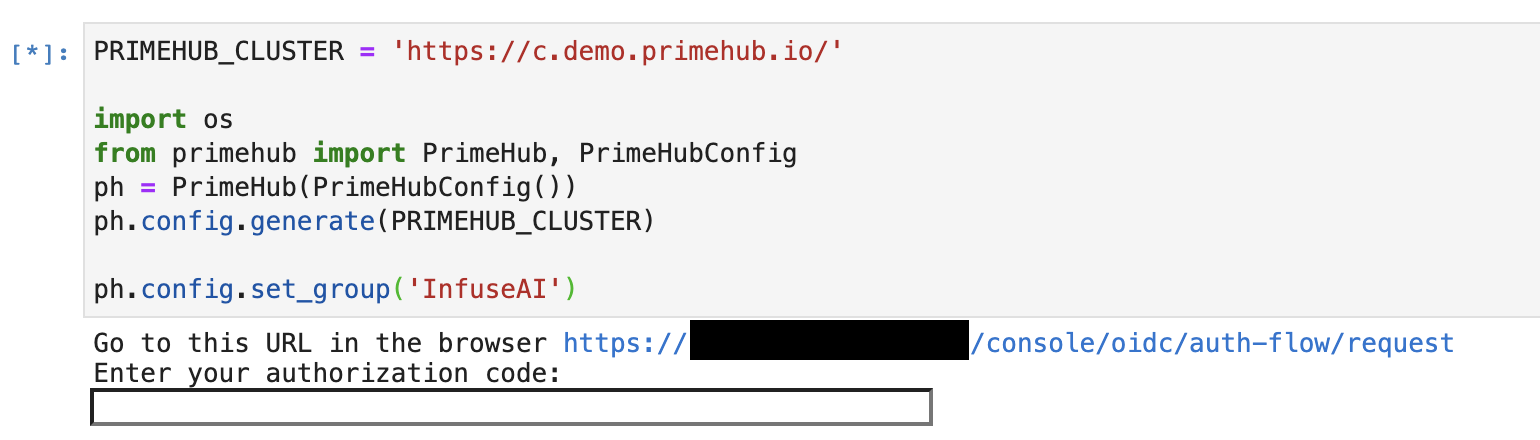 [*]: PRIMEHUB_CLUSTER = 'https://c.demo.primehub.io/'
import os
from primehub import PrimeHub, PrimeHubConfig
ph = PrimeHub(PrimeHubConfig())
ph.config.generate(PRIMEHUB_CLUSTER)
ph.config.set_group('InfuseAI')
Go to this URL in the browser https:// /console/oidc/auth-flow/request
Enter your authorization code: